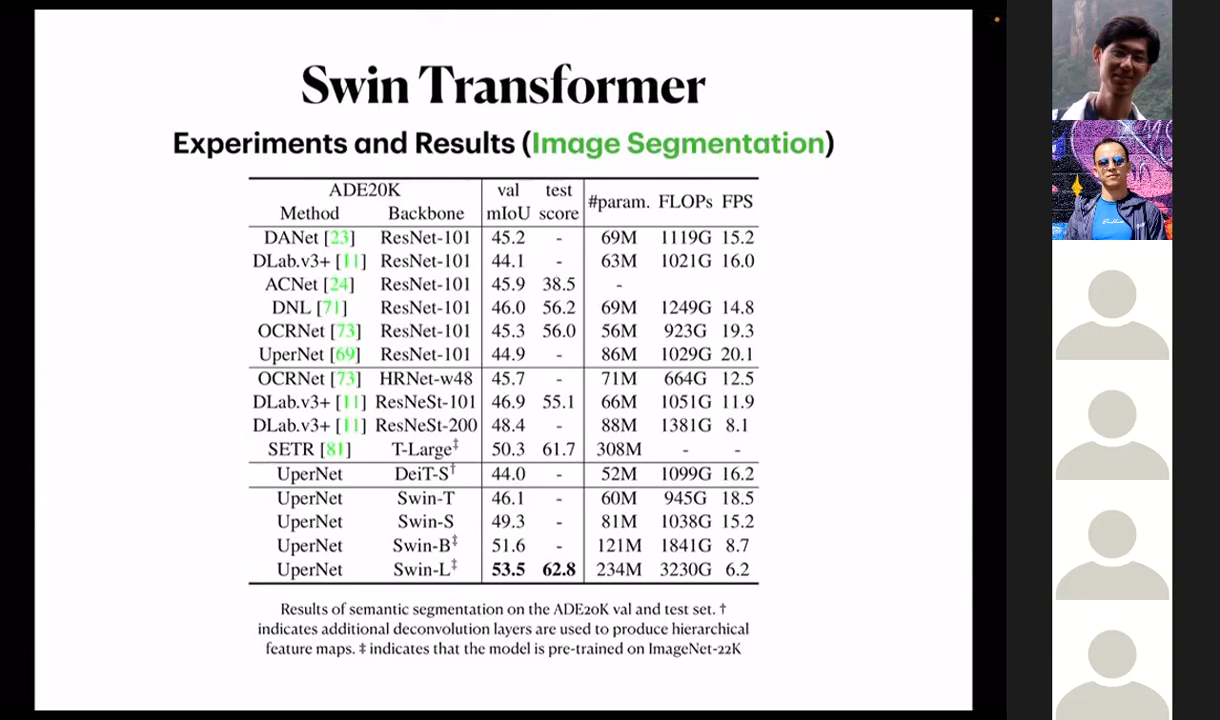 Swin Transformer
Experiments and Results (Image Segmentation)
ADE20K val test #param. FLOPs FPS
Method Backbone mIoU score
DANet [23] ResNet-101 45.2 - 69M 1119G 15.2
DLab.v3+ [11] ResNet-101 44.1 - 63M 1021G 16.0
ACNet [24] ResNet-101 45.9 38.5 -
DNL [71] ResNet-101 46.0 56.2 69M 1249G 14.8
OCRNet [73] ResNet-101 45.3 56.0 56M 923G 19.3
UperNet [69] ResNet-101 44.9 - 86M 1029G 20.1
OCRNet [73] HRNet-w48 45.7 - 71M 664G 12.5
DLab.v3+ [11] ResNeSt-101 46.9 55.1 66M 1051G 11.9
DLab.v3+ [11] ResNeSt-200 48.4 - 88M 1381G 8.1
SETR [81] T-Large‡ 50.3 61.7 308M - -
UperNet DeiT-S† 44.0 - 52M 1099G 16.2
UperNet Swin-T 46.1 - 60M 945G 18.5
UperNet Swin-S 49.3 - 81M 1038G 15.2
UperNet Swin-B‡ 51.6 - 121M 1841G 8.7
UperNet Swin-L‡ 53.5 62.8 234M 3230G 6.2
Results of semantic segmentation on the ADE20K val and test set. †
indicates additional deconvolution layers are used to produce hierarchical
feature maps. ‡ indicates that the model is pre-trained on ImageNet-22K